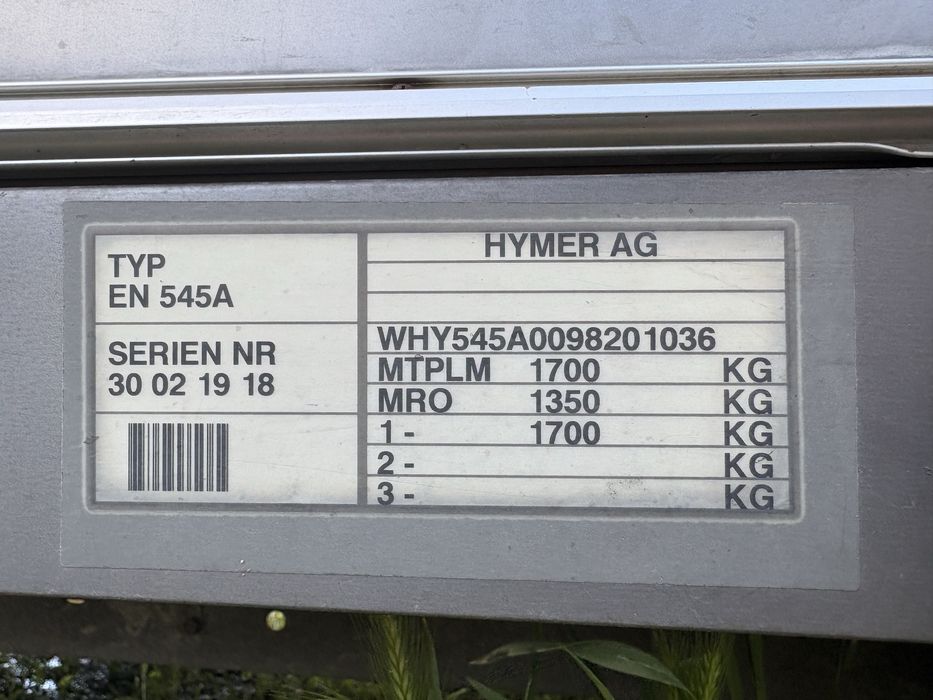 TYP
EN 545A
SERIEN NR
30 02 19 18
HYMER AG
WHY545A0098201036
MTPLM 1700 KG
MRO 1350 KG
1 - 1700 KG
2 - KG
3 - KG